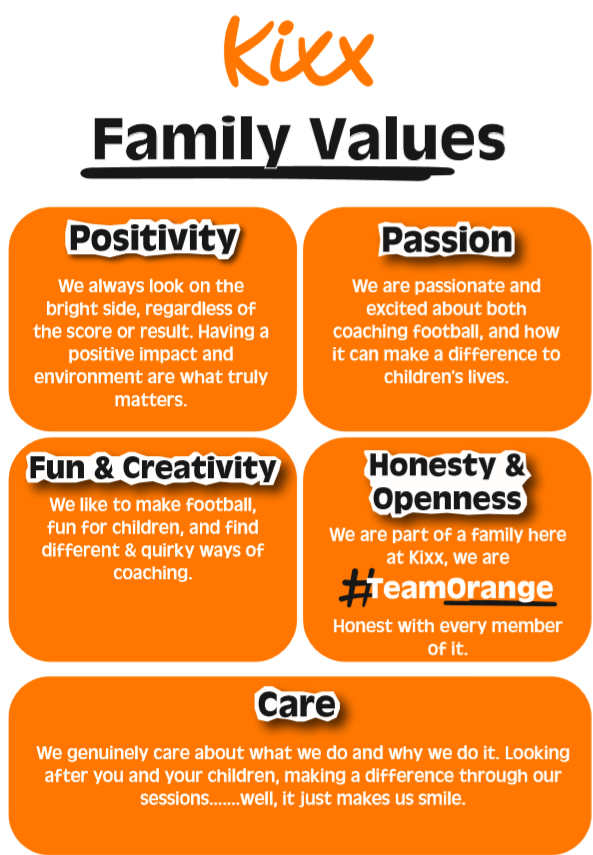 Kixx
Family Values
Positivity
We always look on the
bright side, regardless of
the score or result. Having a
positive impact and
environment are what truly
matters.
Passion
We are passionate and
excited about both
coaching football, and how
it can make a difference to
children's lives.
Fun & Creativity
We like to make football,
fun for children, and find
different & quirky ways of
coaching.
Honesty &
Openness
We are part of a family here
at Kixx, we are
#TeamOrange
Honest with every member
of it.
Care
We genuinely care about what we do and why we do it. Looking
after you and your children, making a difference through our
sessions.......well, it just makes us smile.